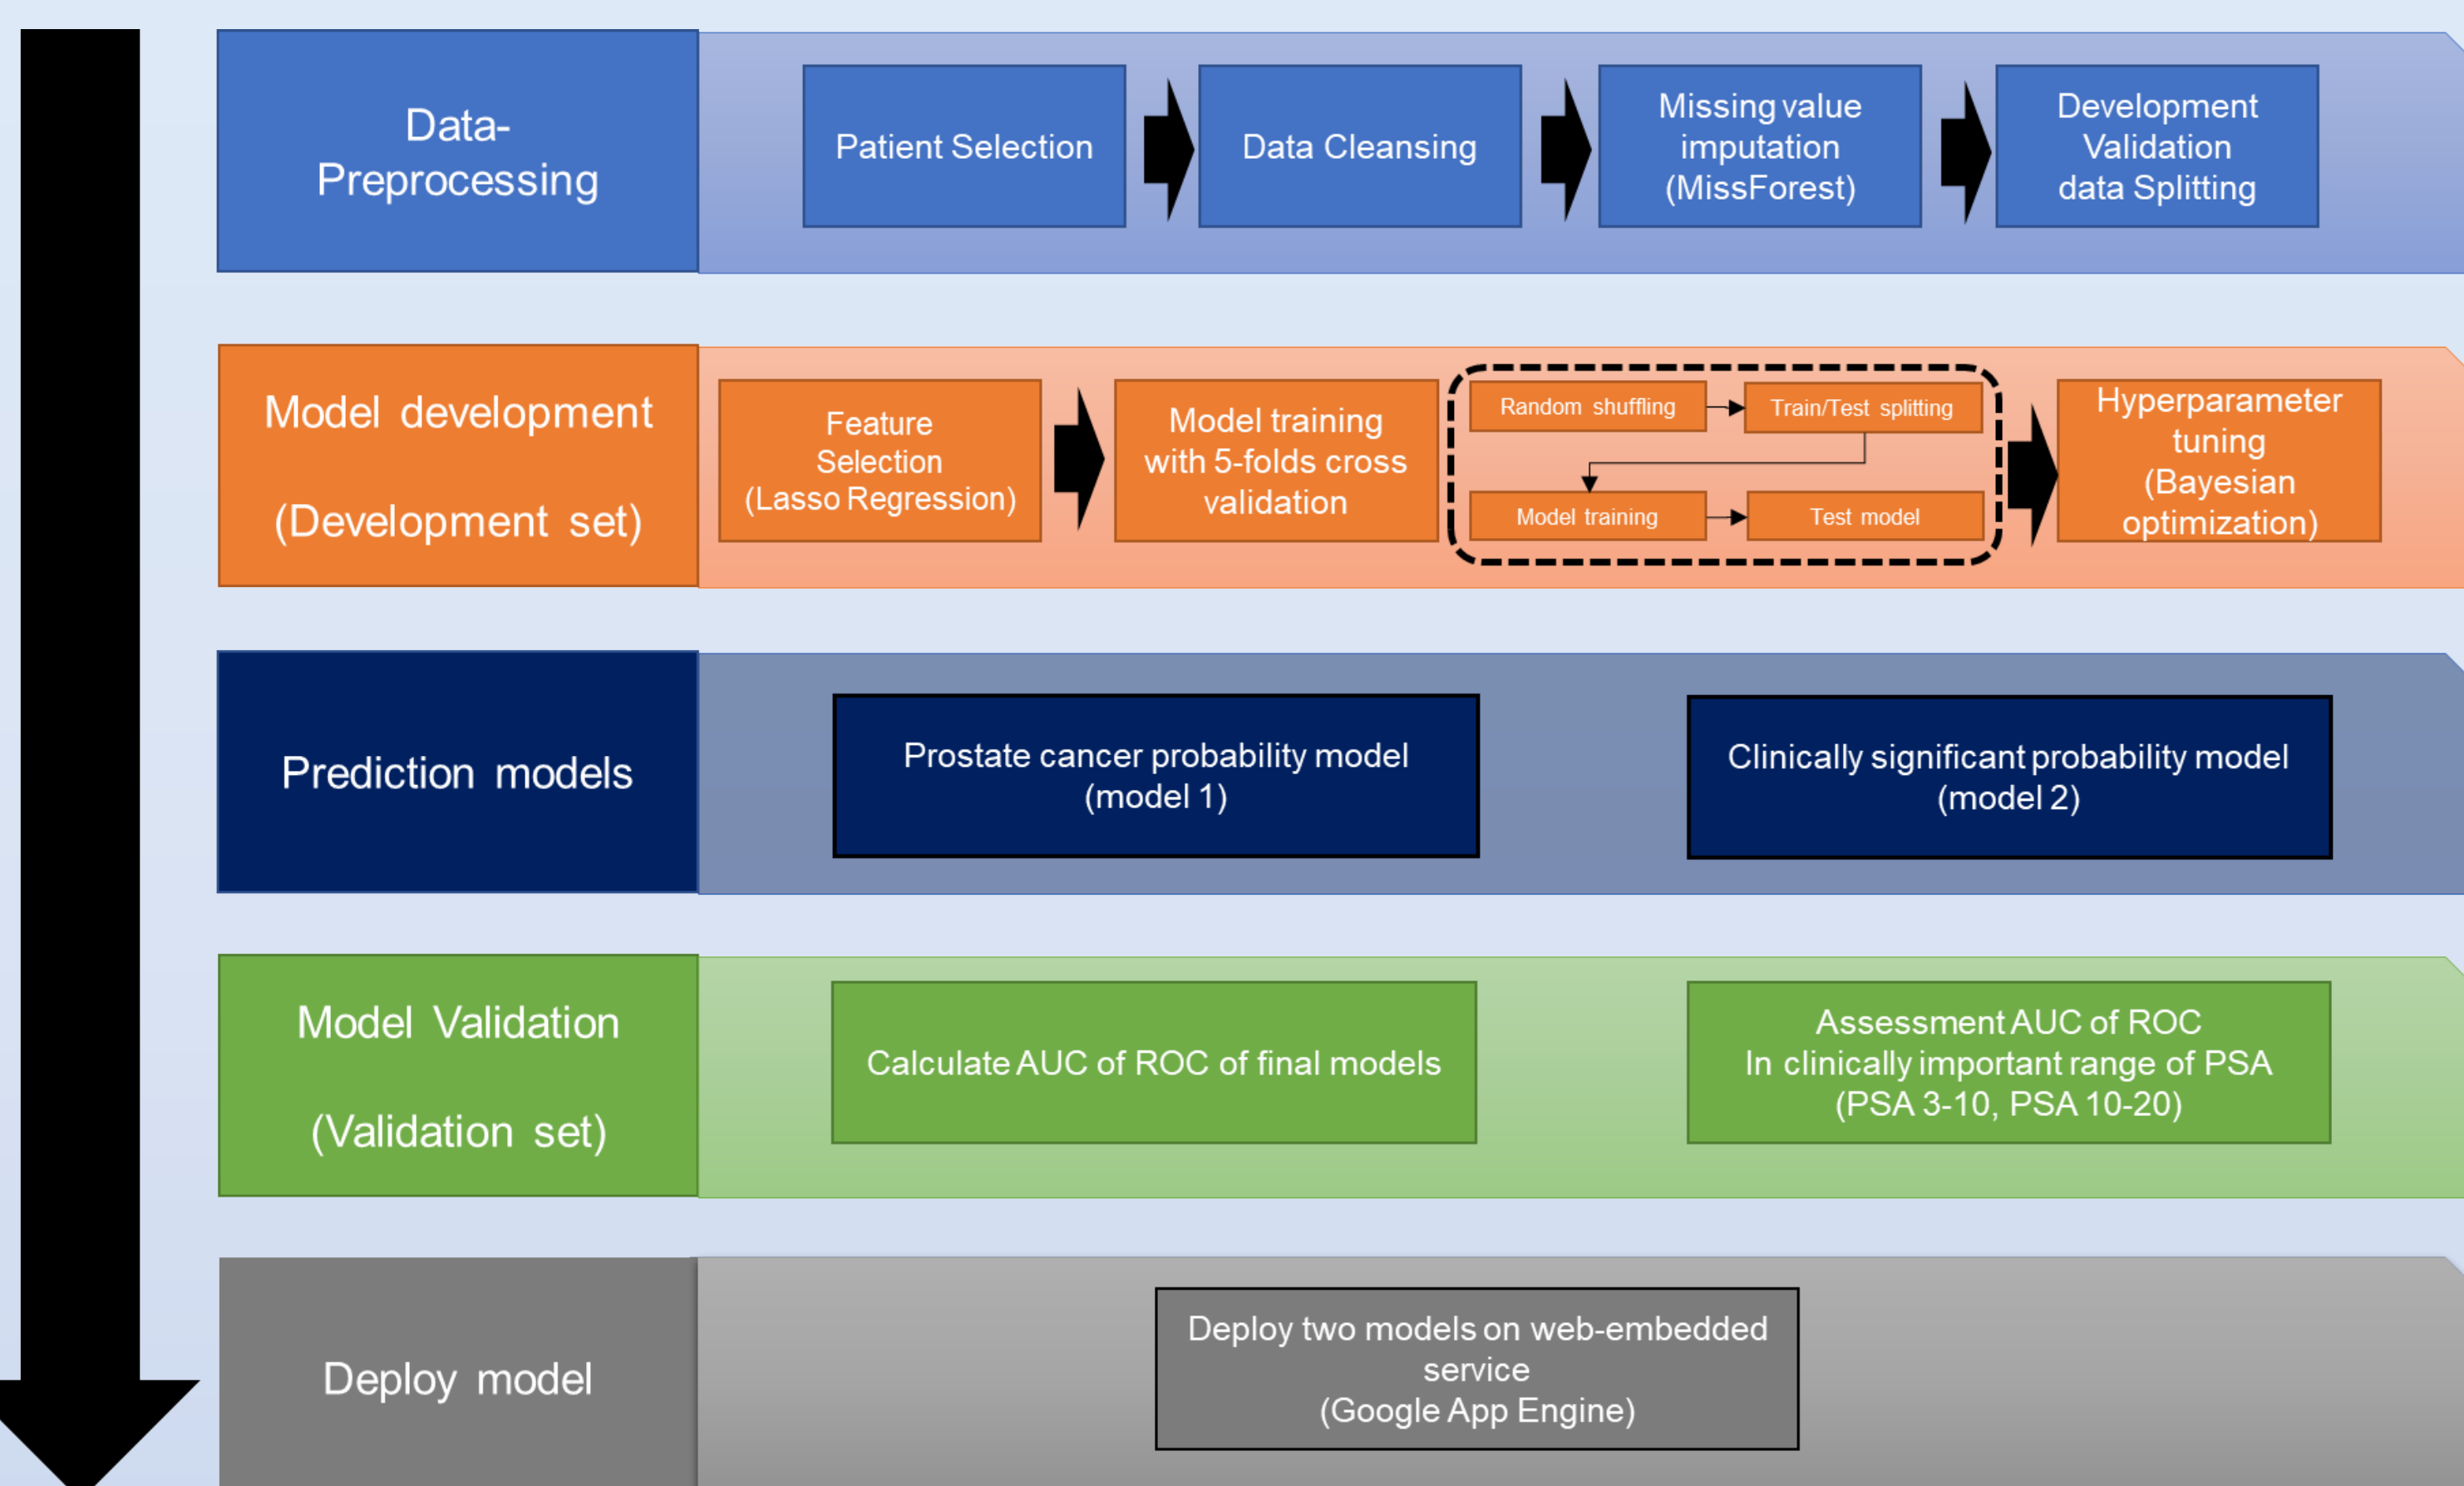 Data-
Preprocessing
Patient Selection
Data Cleansing
Missing value
imputation
(MissForest)
Development
Validation
data Splitting
Model development
(Development set)
Feature
Selection
(Lasso Regression)
Model training
with 5-folds cross
validation
Random shuffling
Train/Test splitting
Model training
Test model
Hyperparameter
tuning
(Bayesian
optimization)
Prediction models
Prostate cancer probability model
(model 1)
Clinically significant probability model
(model 2)
Model Validation
(Validation set)
Calculate AUC of ROC of final models
Assessment AUC of ROC
In clinically important range of PSA
(PSA 3-10, PSA 10-20)
Deploy model
Deploy two models on web-embedded
service
(Google App Engine)